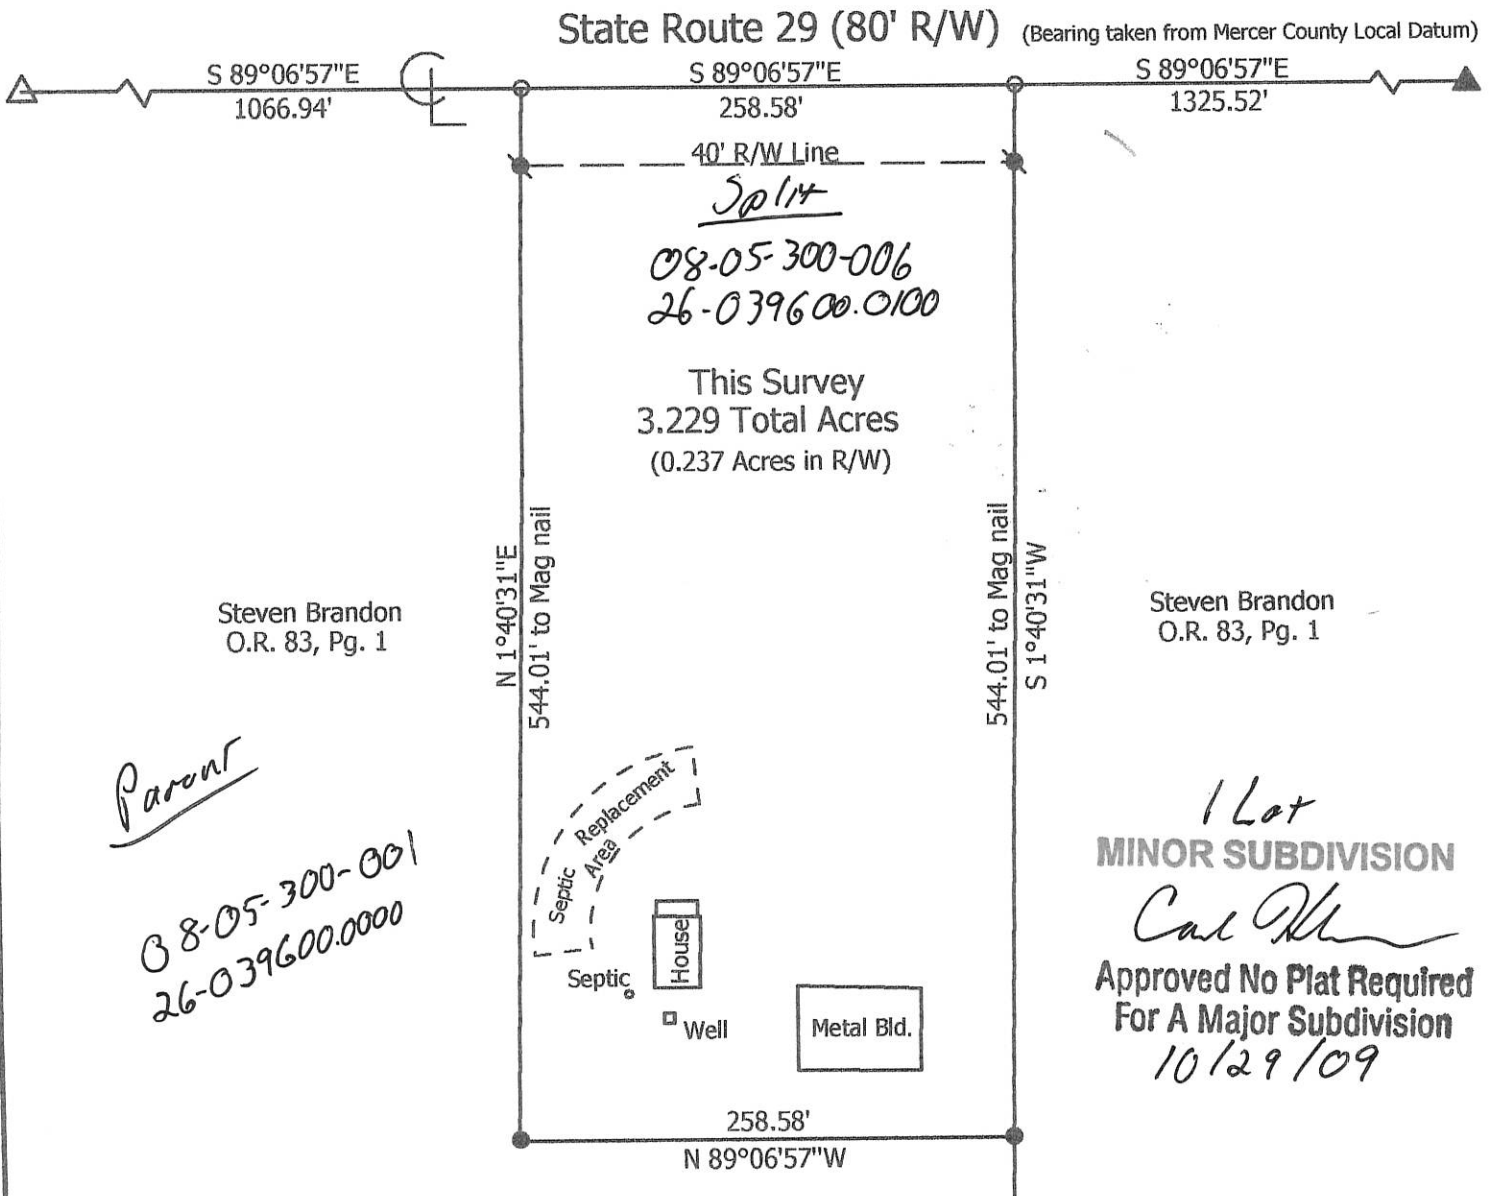 State Route 29 (80' R/W) (Bearing taken from Mercer County Local Datum)
S 89°06'57"E
1066.94'
CL
S 89°06'57"E
258.58'
S 89°06'57"E
1325.52'
40' R/W Line
Split
08-05-300-006
26-039600.0100
This Survey
3.229 Total Acres
(0.237 Acres in R/W)
N 1°40'31"E
544.01' to Mag nail
544.01' to Mag nail
S 1°40'31"W
Steven Brandon
O.R. 83, Pg. 1
Steven Brandon
O.R. 83, Pg. 1
Parent
08-05-300-001
26-039600.0000
Septic Replacement
Area
House
Septic
Well
Metal Bld.
1 Lot
MINOR SUBDIVISION
Approved No Plat Required
For A Major Subdivision
10/29/09
258.58'
N 89°06'57"W